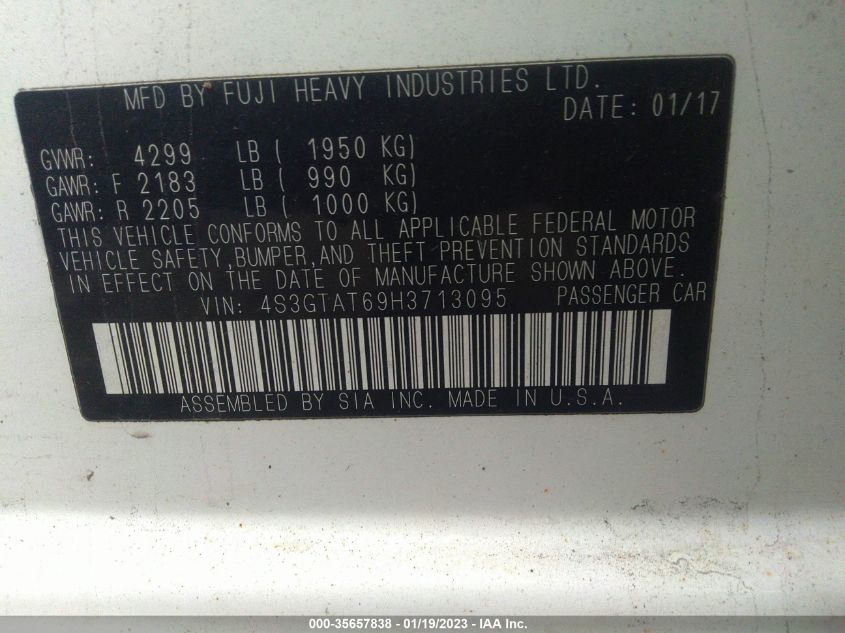 MFD BY FUJI HEAVY INDUSTRIES LTD.
DATE: 01/17
GVWR: 4299 LB ( 1950 KG)
GAWR: F 2183 LB ( 990 KG)
GAWR: R 2205 LB ( 1000 KG)
THIS VEHICLE CONFORMS TO ALL APPLICABLE FEDERAL MOTOR
VEHICLE SAFETY,BUMPER,AND THEFT PREVENTION STANDARDS
IN EFFECT ON THE DATE OF MANUFACTURE SHOWN ABOVE.
VIN: 4S3GTAT69H3713095 PASSENGER CAR
ASSEMBLED BY SIA INC. MADE IN U.S.A.
000-35657838 - 01/19/2023 - IAA Inc.